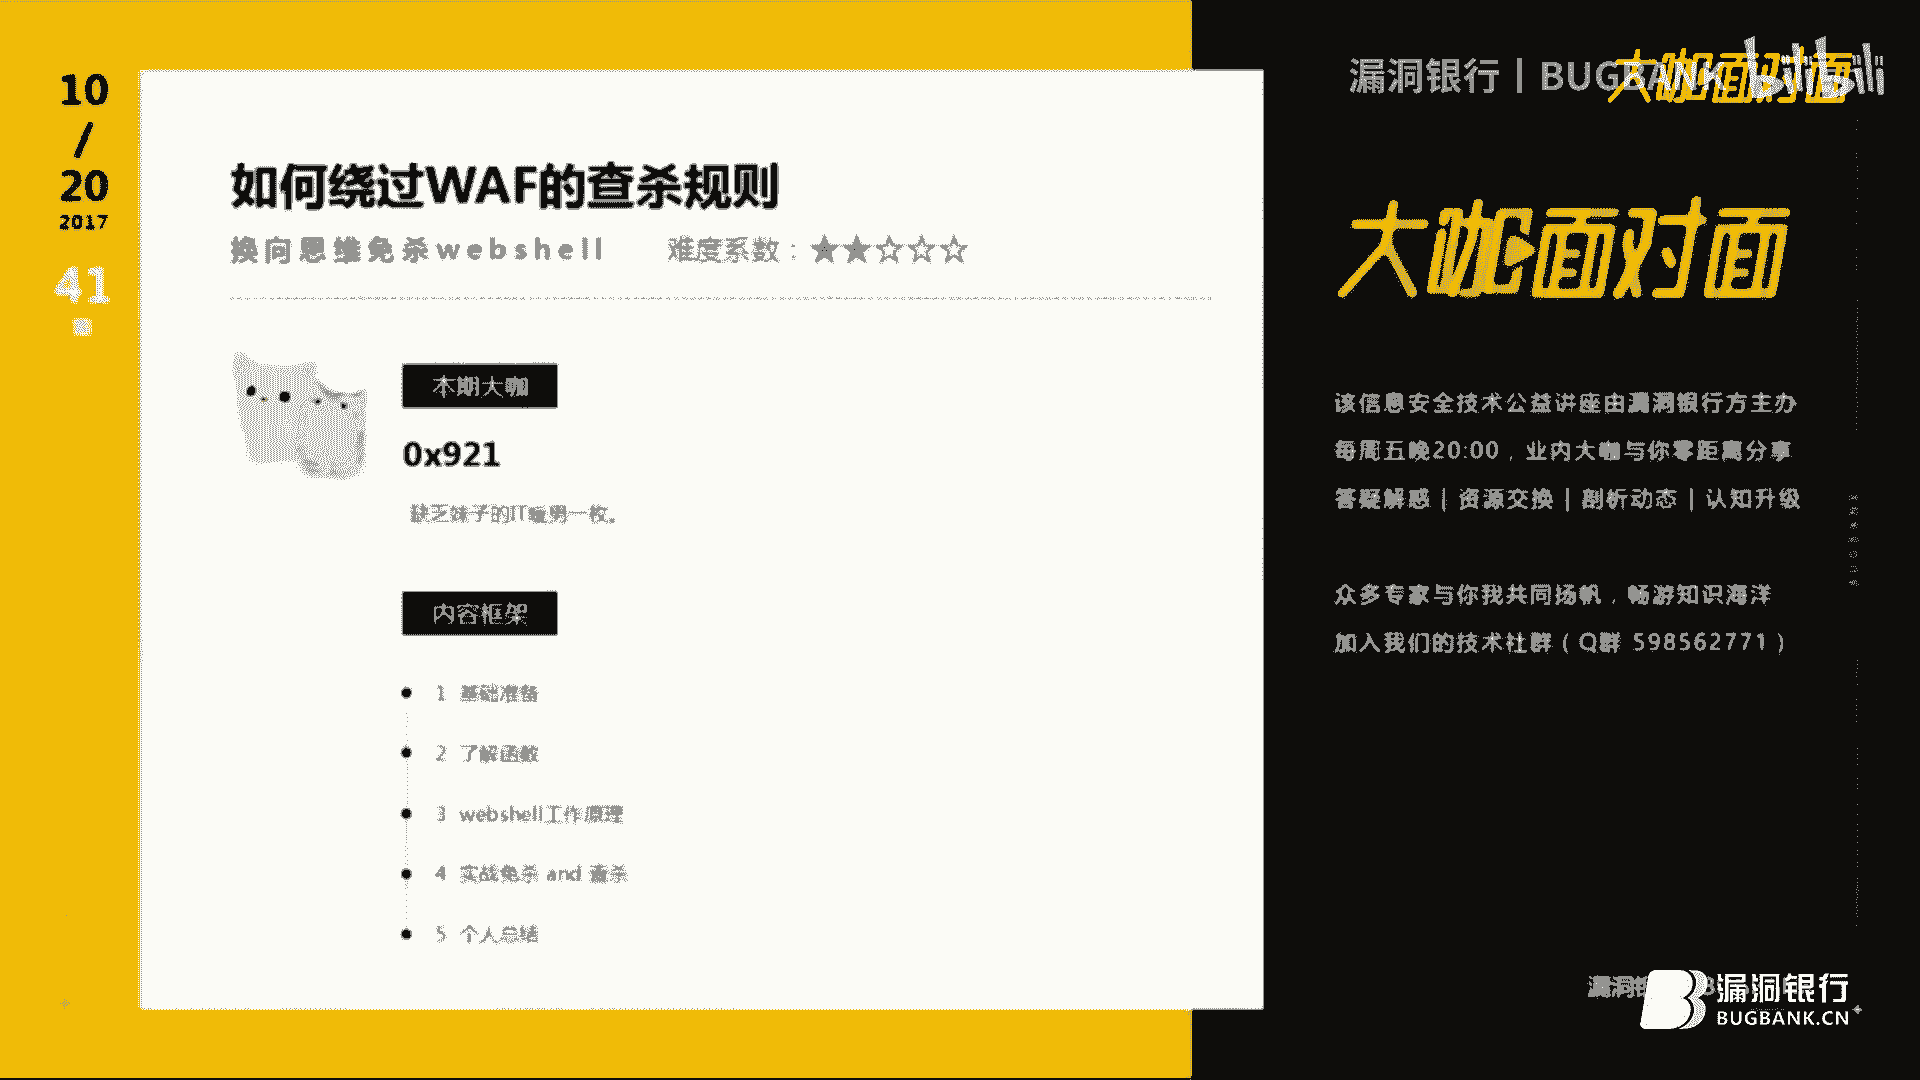 10
/
20
2017
41
如何绕过WAF的查杀规则
换向思维免杀webshell 难度系数：★★☆☆☆
本期大咖
0x921
缺乏妹子的IT暖男一枚。
内容框架
1 基础准备
2 了解函数
3 webshell工作原理
4 实战免杀 and 查杀
5 个人总结
漏洞银行丨BUGBANK
大咖面对面
bilibili
大咖面对面
该信息安全技术公益讲座由漏洞银行方主办
每周五晚20:00，业内大咖与你零距离分享
答疑解惑｜资源交换｜剖析动态｜认知升级
众多专家与你我共同扬帆，畅游知识海洋
加入我们的技术社群（Q群 598562771）
漏洞银行
BUGBANK.CN